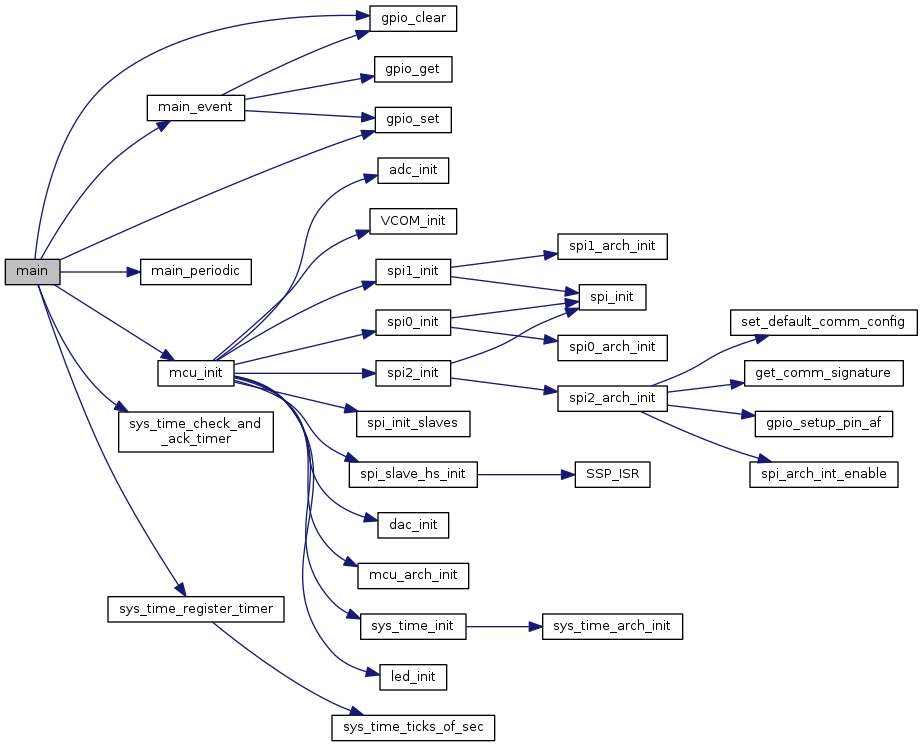 gpio_clear
gpio_get
main_event
gpio_set
adc_init
VCOM_init
spi1_arch_init
main
main_periodic
spi1_init
spi_init
spi0_init
set_default_comm_config
spi0_arch_init
mcu_init
spi2_init
get_comm_signature
spi2_arch_init
sys_time_check_and
_ack_timer
spi_init_slaves
gpio_setup_pin_af
spi_slave_hs_init
SSP_ISR
spi_arch_int_enable
dac_init
mcu_arch_init
sys_time_register_timer
sys_time_init
sys_time_arch_init
led_init
sys_time_ticks_of_sec